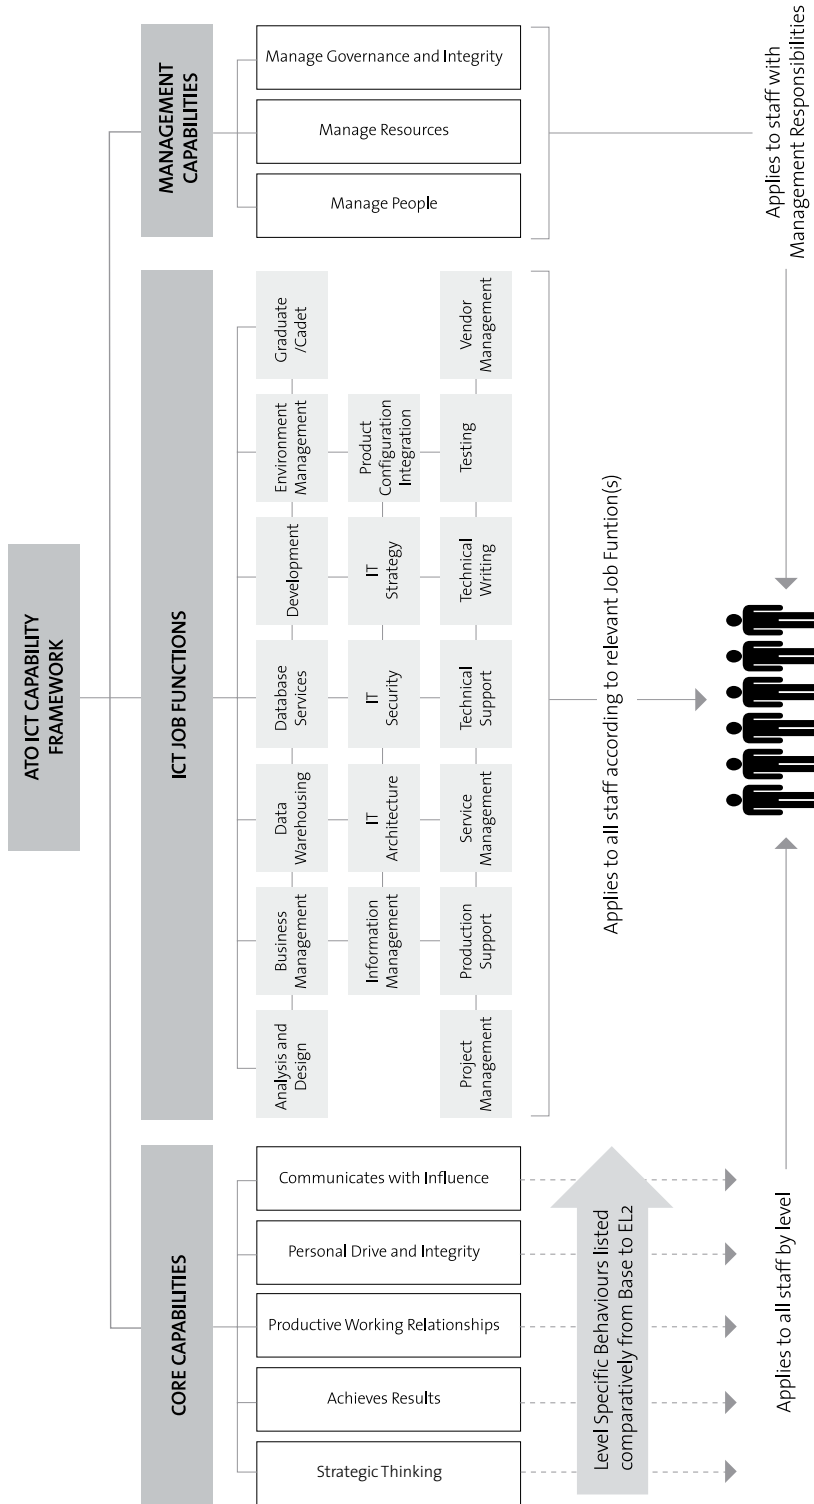 ATO ICT CAPABILITY
FRAMEWORK
CORE CAPABILITIES
Strategic Thinking
Achieves Results
Productive Working Relationships
Personal Drive and Integrity
Communicates with Influence
Level Specific Behaviours listed
comparatively from Base to EL2
Applies to all staff by level
ICT JOB FUNCTIONS
Analysis and
Design
Business
Management
Data
Warehousing
Database
Services
Development
Environment
Management
Graduate
/Cadet
Information
Management
IT
Architecture
IT
Security
IT
Strategy
Product
Configuration
Integration
Project
Management
Production
Support
Service
Management
Technical
Support
Technical
Writing
Testing
Vendor
Management
Applies to all staff according to relevant Job Funtion(s)
MANAGEMENT
CAPABILITIES
Manage People
Manage Resources
Manage Governance and Integrity
Applies to staff with
Management Responsibilities